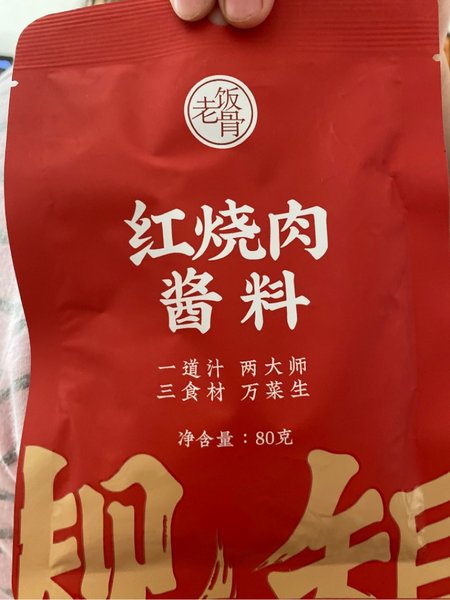 老饭骨
红烧肉
酱料
一道汁 两大师
三食材 万菜生
净含量：80克